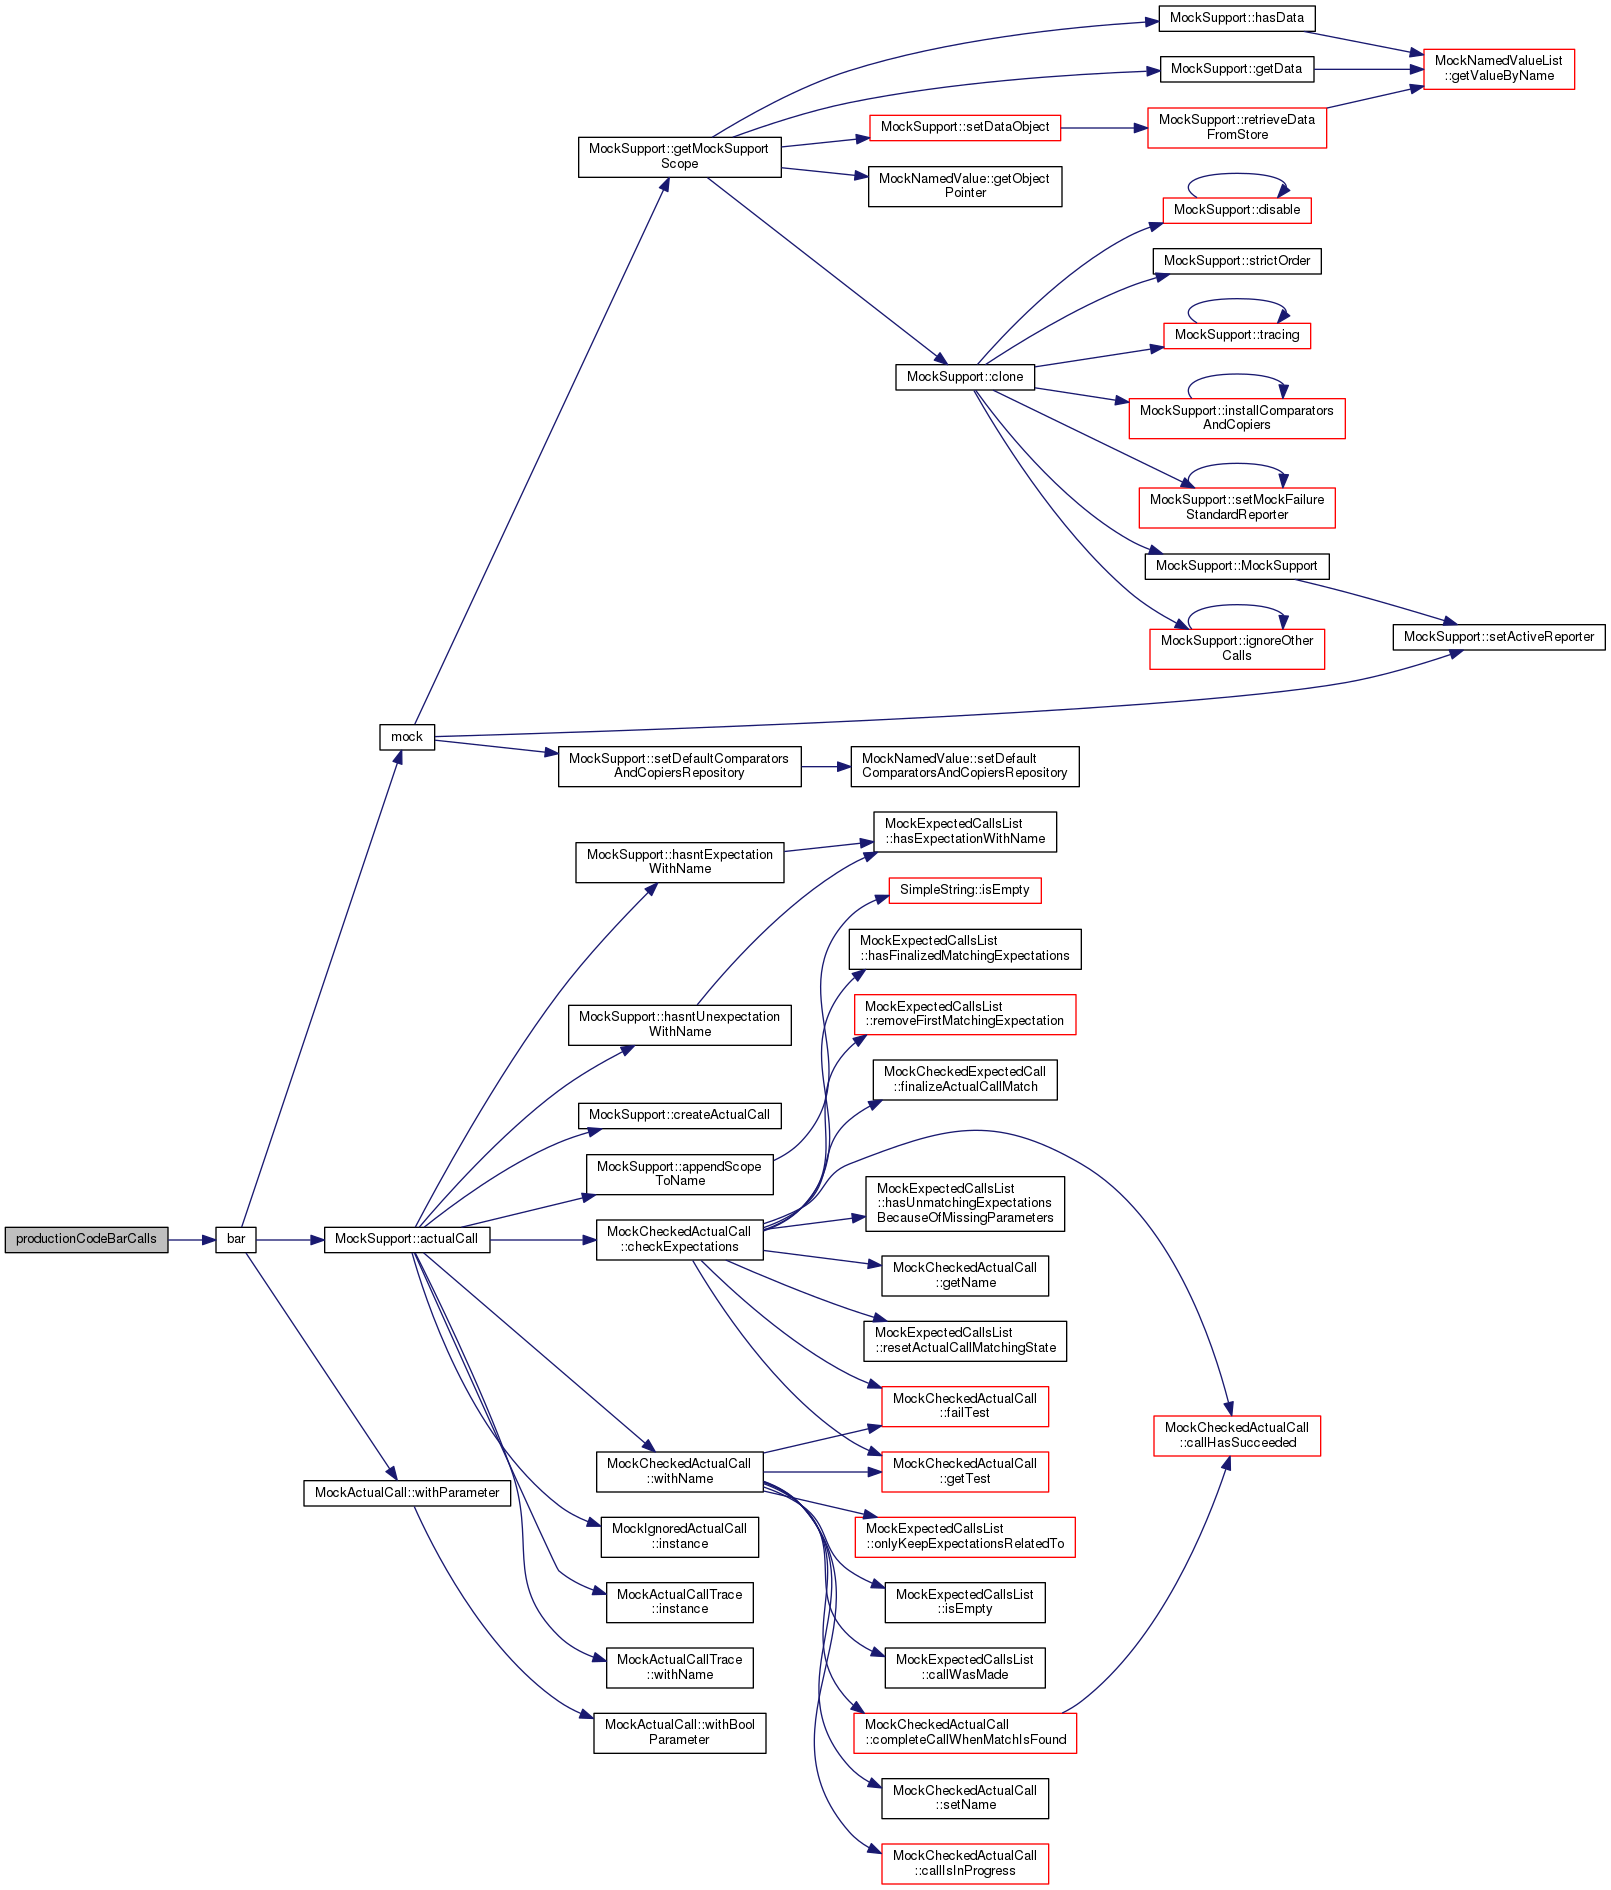 MockSupport::hasData
MockSupport::getData
MockNamedValueList
::getValueByName
MockSupport::setDataObject
MockSupport::retrieveData
FromStore
MockSupport::getMockSupport
Scope
MockNamedValue::getObject
Pointer
MockSupport::disable
MockSupport::strictOrder
MockSupport::tracing
MockSupport::clone
MockSupport::installComparators
AndCopiers
MockSupport::setMockFailure
StandardReporter
MockSupport::MockSupport
MockSupport::ignoreOther
Calls
MockSupport::setActiveReporter
mock
MockSupport::setDefaultComparators
AndCopiersRepository
MockNamedValue::setDefault
ComparatorsAndCopiersRepository
MockExpectedCallsList
::hasExpectationWithName
MockSupport::hasntExpectation
WithName
SimpleString::isEmpty
MockExpectedCallsList
::hasFinalizedMatchingExpectations
MockExpectedCallsList
::removeFirstMatchingExpectation
MockSupport::hasntUnexpectation
WithName
MockCheckedExpectedCall
::finalizeActualCallMatch
MockSupport::createActualCall
MockSupport::appendScope
ToName
MockExpectedCallsList
::hasUnmatchingExpectations
BecauseOfMissingParameters
productionCodeBarCalls
bar
MockSupport::actualCall
MockCheckedActualCall
::checkExpectations
MockCheckedActualCall
::getName
MockExpectedCallsList
::resetActualCallMatchingState
MockCheckedActualCall
::failTest
MockCheckedActualCall
::callHasSucceeded
MockCheckedActualCall
::withName
MockCheckedActualCall
::getTest
MockActualCall::withParameter
MockIgnoredActualCall
::instance
MockExpectedCallsList
::onlyKeepExpectationsRelatedTo
MockActualCallTrace
::instance
MockExpectedCallsList
::isEmpty
MockActualCallTrace
::withName
MockExpectedCallsList
::callWasMade
MockActualCall::withBool
Parameter
MockCheckedActualCall
::completeCallWhenMatchIsFound
MockCheckedActualCall
::setName
MockCheckedActualCall
::callIsInProgress